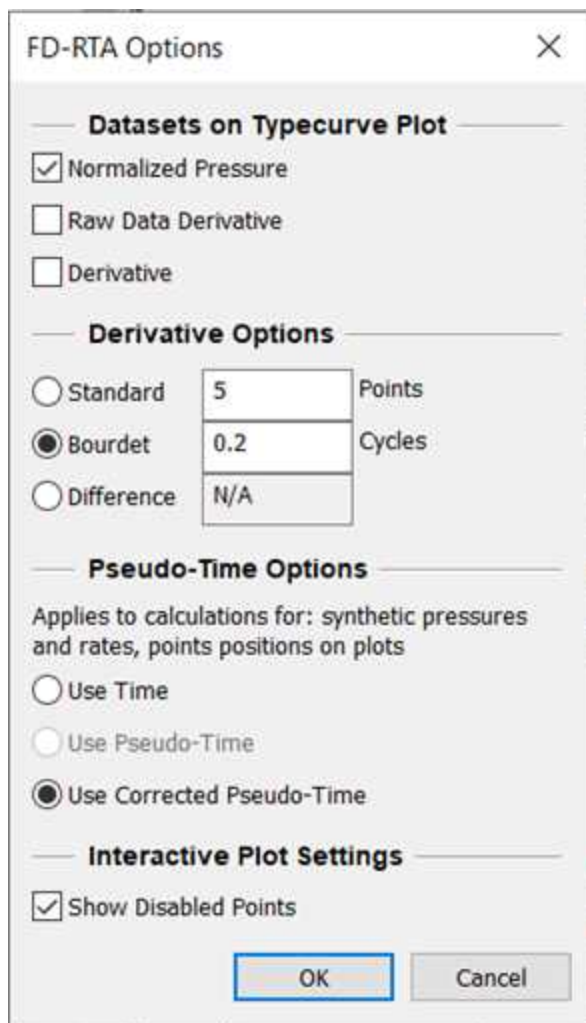 FD-RTA Options
Datasets on Typecurve Plot
Normalized Pressure
Raw Data Derivative
Derivative
Derivative Options
Standard 5 Points
Bourdet 0.2 Cycles
Difference N/A
Pseudo-Time Options
Applies to calculations for: synthetic pressures
and rates, points positions on plots
Use Time
Use Pseudo-Time
Use Corrected Pseudo-Time
Interactive Plot Settings
Show Disabled Points
OK Cancel